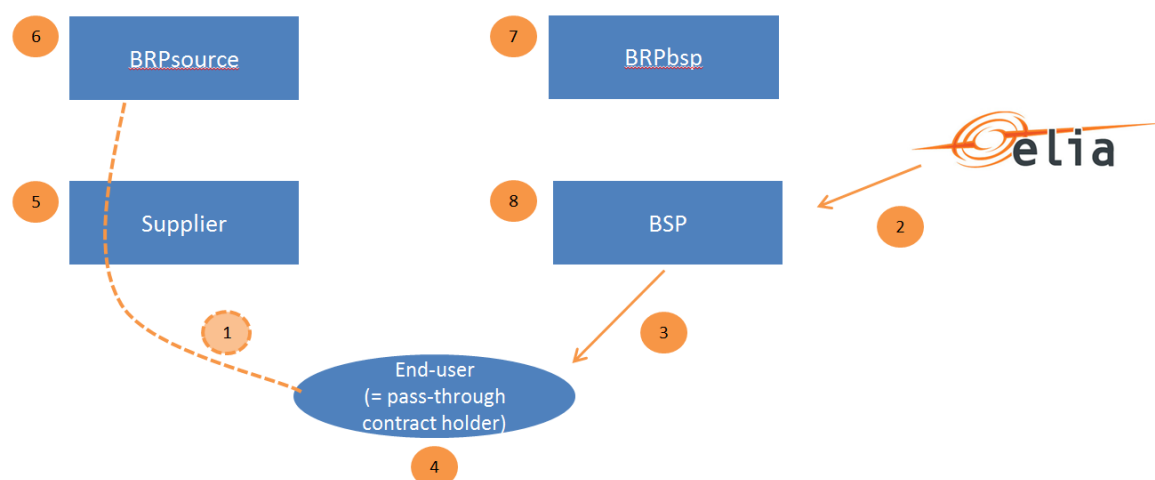 6
BRPsource
7
BRPbsp
elia
5
Supplier
8
BSP
2
1
3
End-user
(= pass-through
contract holder)
4